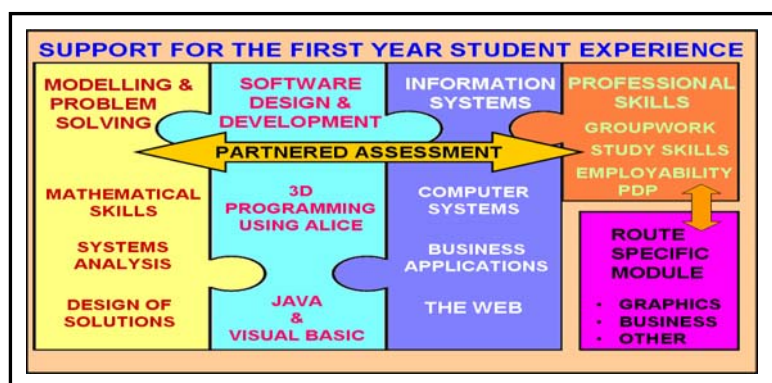 SUPPORT FOR THE FIRST YEAR STUDENT EXPERIENCE
MODELLING &
PROBLEM
SOLVING
MATHEMATICAL
SKILLS
SYSTEMS
ANALYSIS
DESIGN OF
SOLUTIONS
SOFTWARE
DESIGN &
DEVELOPMENT
PARTNERED ASSESSMENT
3D
PROGRAMMING
USING ALICE
JAVA
&
VISUAL BASIC
INFORMATION
SYSTEMS
COMPUTER
SYSTEMS
BUSINESS
APPLICATIONS
THE WEB
PROFESSIONAL
SKILLS
GROUPWORK
STUDY SKILLS
EMPLOYABILITY
PDP
ROUTE
SPECIFIC
MODULE
• GRAPHICS
• BUSINESS
• OTHER